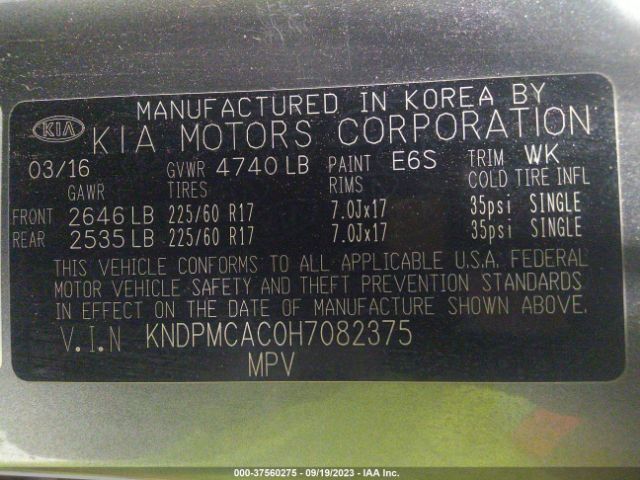 MANUFACTURED IN KOREA BY
KIA KIA MOTORS CORPORATION
03/16 GVWR 4740 LB PAINT E6S TRIM WK
GAWR TIRES RIMS COLD TIRE INFL
FRONT 2646 LB 225/60 R17 7.0Jx17 35psi SINGLE
REAR 2535 LB 225/60 R17 7.0Jx17 35psi SINGLE
THIS VEHICLE CONFORMS TO ALL APPLICABLE U.S.A. FEDERAL
MOTOR VEHICLE SAFETY AND THEFT PREVENTION STANDARDS
IN EFFECT ON THE DATE OF MANUFACTURE SHOWN ABOVE.
V.I.N KNDPMCAC0H7082375
MPV
000-37560275 - 09/19/2023 - IAA Inc.